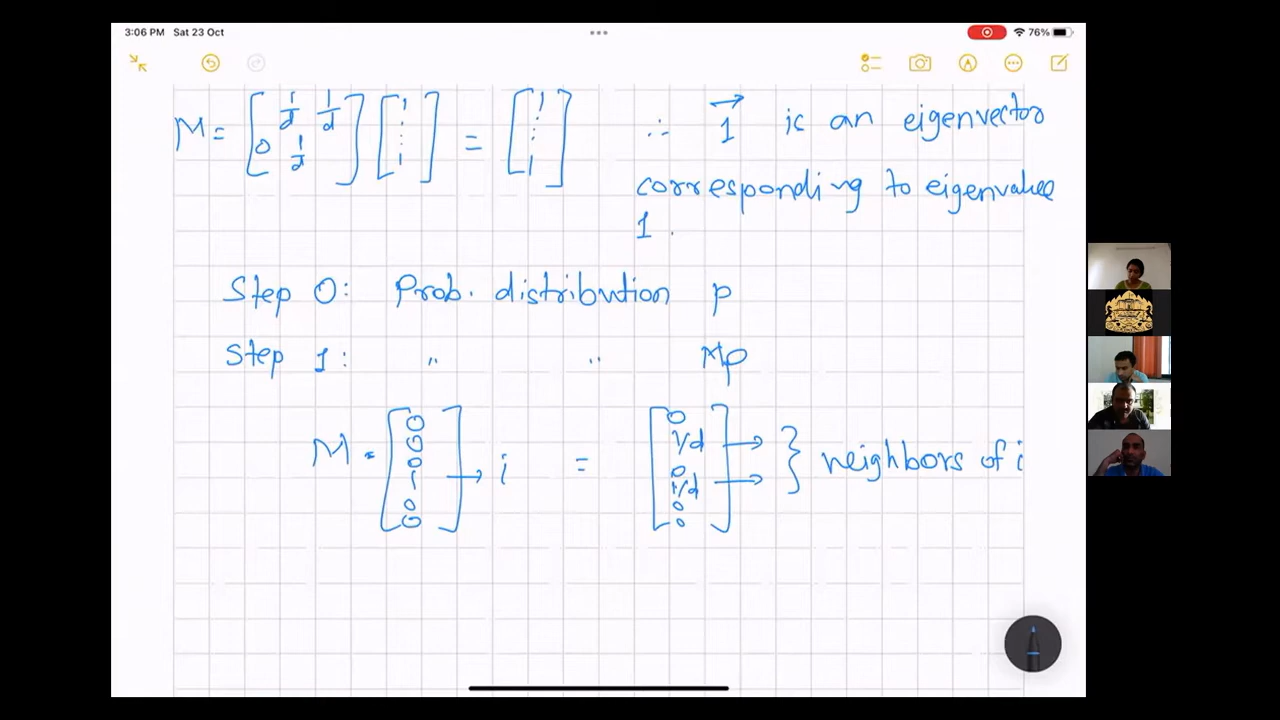 3:06 PM Sat 23 Oct 76%
M = [ 1/d 1/d 0 1/d ] [ 1 ⋮ 1 ] = [ 1 ⋮ 1 ] ∴ 1⃗ is an eigenvector
corresponding to eigenvalue
1.
Step 0: Prob. distribution p
Step 1: " " Mp
M · [ 0 0 0 1 0 0 ] → i = [ 0 1/d 0 1/d 0 0 ] → → } neighbors of i